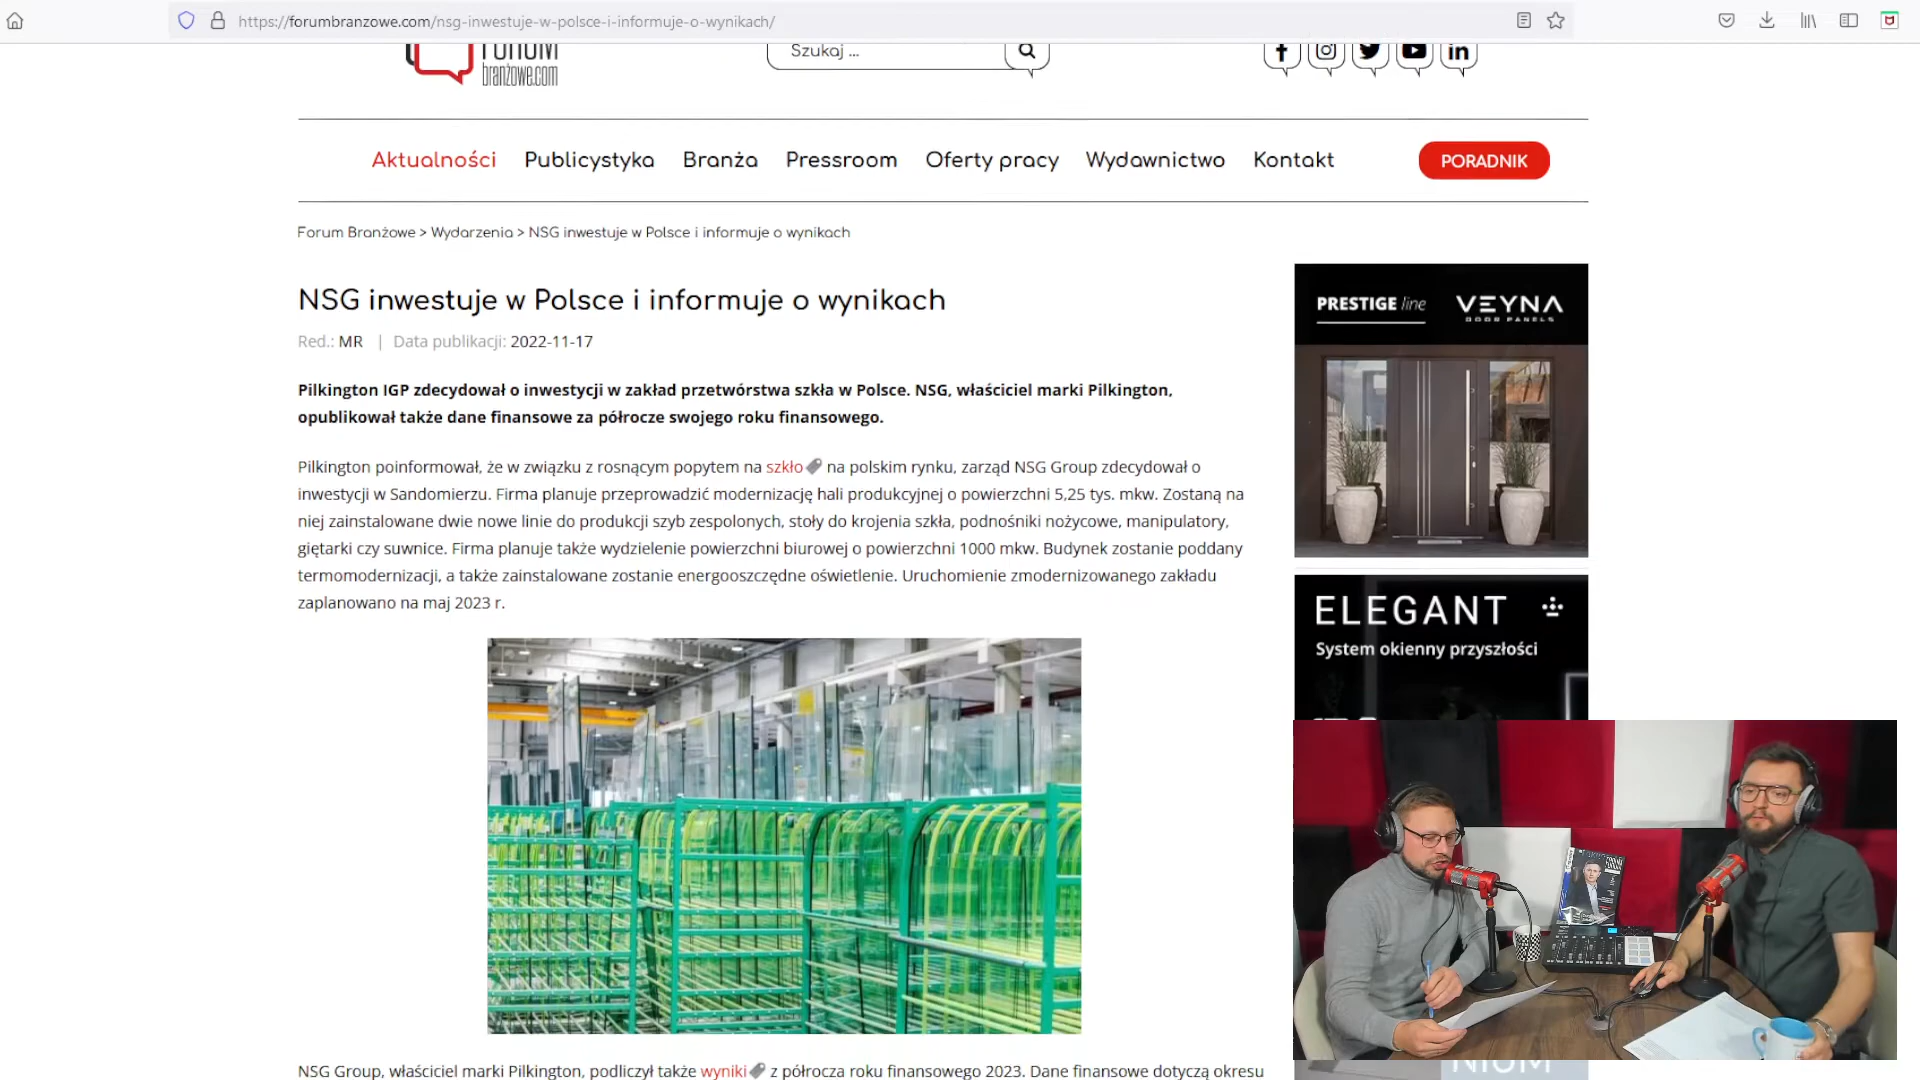 https://forumbranzowe.com/nsg-inwestuje-w-polsce-i-informuje-o-wynikach/
FORUM
branżowe.com
Szukaj ...
Aktualności Publicystyka Branża Pressroom Oferty pracy Wydawnictwo Kontakt PORADNIK
Forum Branżowe > Wydarzenia > NSG inwestuje w Polsce i informuje o wynikach
NSG inwestuje w Polsce i informuje o wynikach
Red.: MR | Data publikacji: 2022-11-17
Pilkington IGP zdecydował o inwestycji w zakład przetwórstwa szkła w Polsce. NSG, właściciel marki Pilkington,
opublikował także dane finansowe za półrocze swojego roku finansowego.
Pilkington poinformował, że w związku z rosnącym popytem na szkło na polskim rynku, zarząd NSG Group zdecydował o
inwestycji w Sandomierzu. Firma planuje przeprowadzić modernizację hali produkcyjnej o powierzchni 5,25 tys. mkw. Zostaną na
niej zainstalowane dwie nowe linie do produkcji szyb zespolonych, stoły do krojenia szkła, podnośniki nożycowe, manipulatory,
giętarki czy suwnice. Firma planuje także wydzielenie powierzchni biurowej o powierzchni 1000 mkw. Budynek zostanie poddany
termomodernizacji, a także zainstalowane zostanie energooszczędne oświetlenie. Uruchomienie zmodernizowanego zakładu
zaplanowano na maj 2023 r.
NSG Group, właściciel marki Pilkington, podliczył także wyniki z półrocza roku finansowego 2023. Dane finansowe dotyczą okresu
PRESTIGE line VEYNA
DOOR PANELS
ELEGANT
System okienny przyszłości